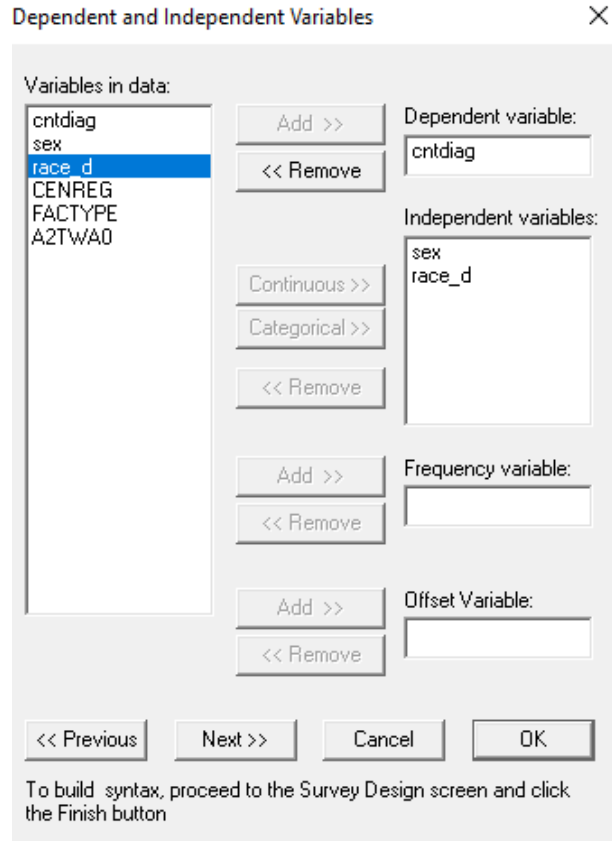 Dependent and Independent Variables
Variables in data:
cntdiag
sex
race_d
CENREG
FACTYPE
A2TWA0
Add >>
<< Remove
Continuous >>
Categorical >>
<< Remove
Add >>
<< Remove
Add >>
<< Remove
Dependent variable:
cntdiag
Independent variables:
sex
race_d
Frequency variable:
Offset Variable:
<< Previous
Next >>
Cancel
OK
To build syntax, proceed to the Survey Design screen and click
the Finish button